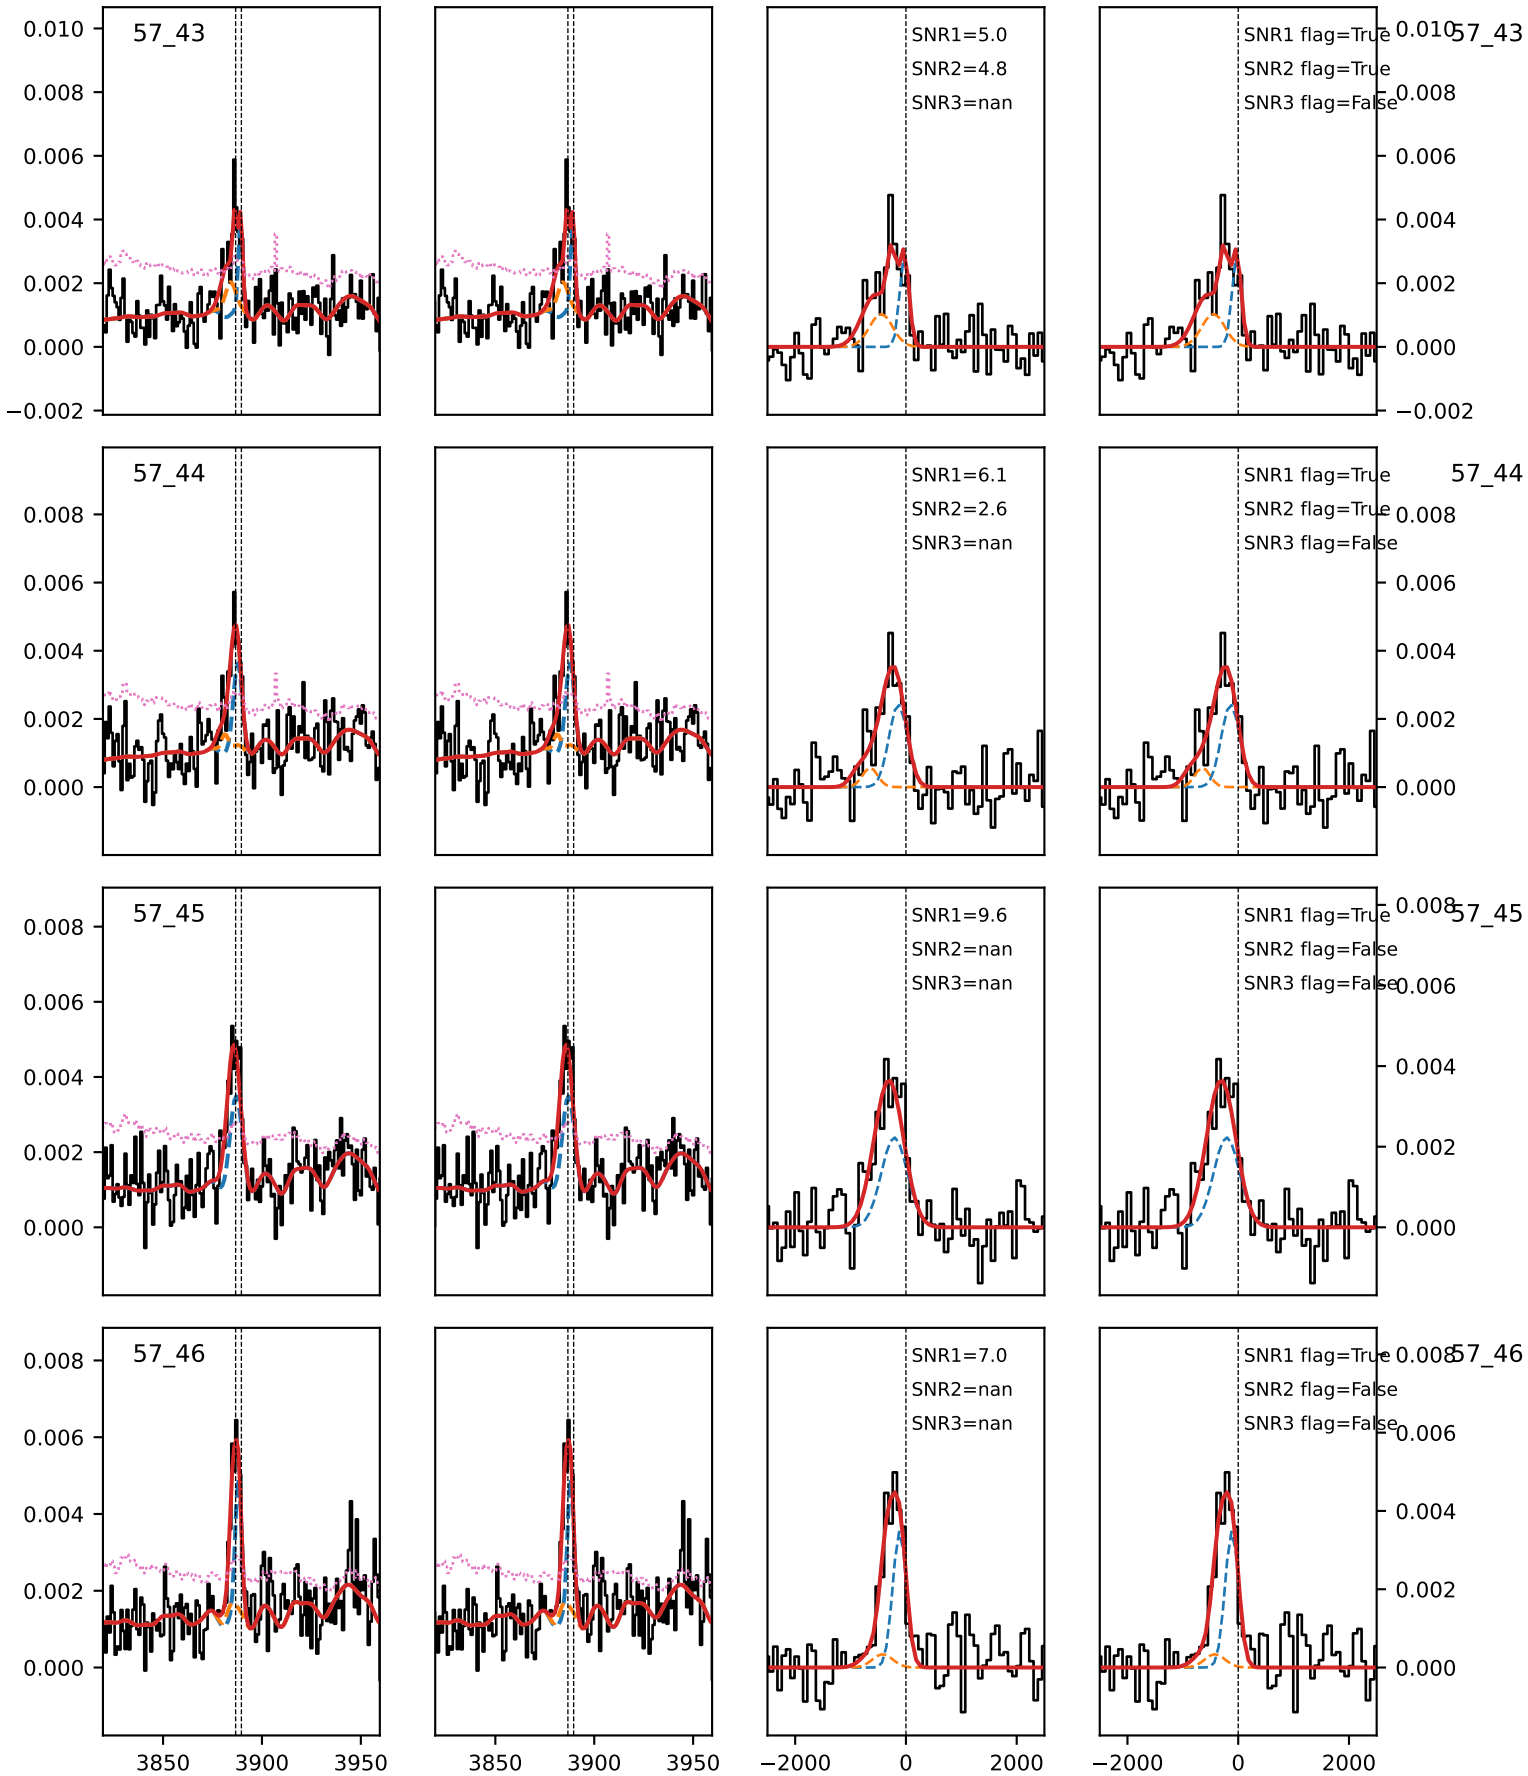 0.010
0.008
0.006
0.004
0.002
0.000
−0.002
57_43
SNR1=5.0
SNR2=4.8
SNR3=nan
SNR1 flag=True
SNR2 flag=True
SNR3 flag=False
0.010
0.008
0.006
0.004
0.002
0.000
−0.002
57_43
0.008
0.006
0.004
0.002
0.000
57_44
SNR1=6.1
SNR2=2.6
SNR3=nan
SNR1 flag=True
SNR2 flag=True
SNR3 flag=False
0.008
0.006
0.004
0.002
0.000
57_44
0.008
0.006
0.004
0.002
0.000
57_45
SNR1=9.6
SNR2=nan
SNR3=nan
SNR1 flag=True
SNR2 flag=False
SNR3 flag=False
0.008
0.006
0.004
0.002
0.000
57_45
0.008
0.006
0.004
0.002
0.000
57_46
SNR1=7.0
SNR2=nan
SNR3=nan
SNR1 flag=True
SNR2 flag=False
SNR3 flag=False
0.008
0.006
0.004
0.002
0.000
57_46
3850 3900 3950
3850 3900 3950
−2000 0 2000
−2000 0 2000